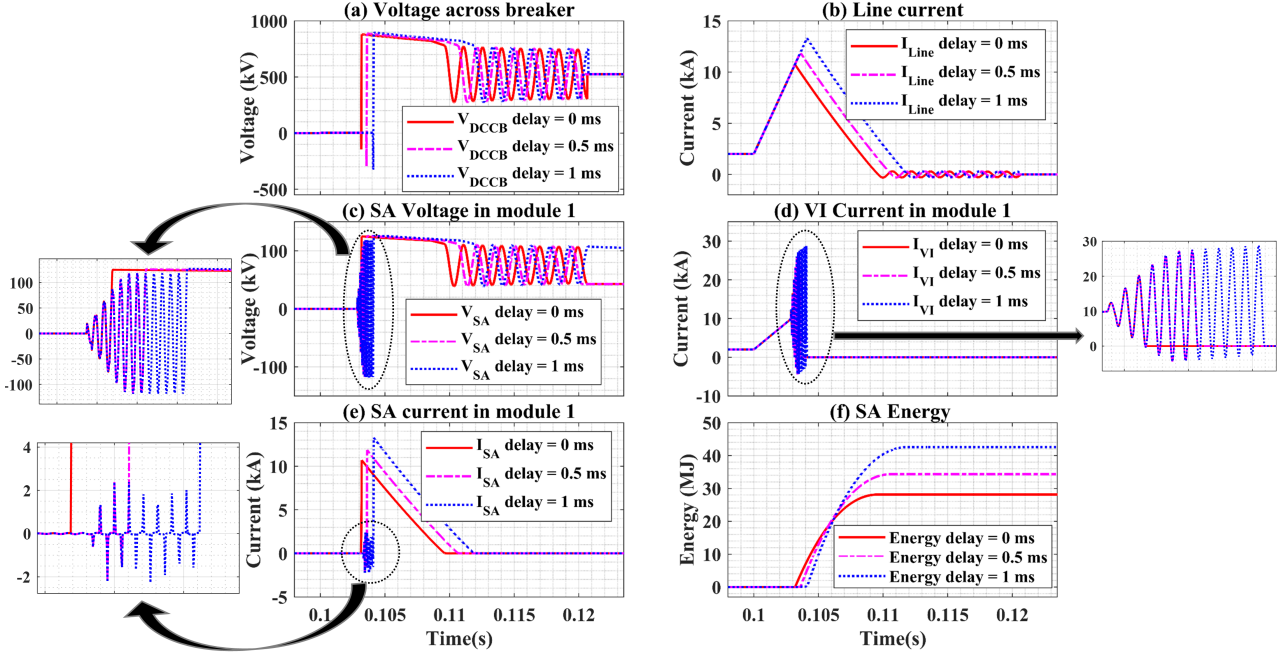 (a) Voltage across breaker
1000
500
0
-500
Voltage (kV)
V_DCCB delay = 0 ms
V_DCCB delay = 0.5 ms
V_DCCB delay = 1 ms
(b) Line current
15
10
5
0
Current (kA)
I_Line delay = 0 ms
I_Line delay = 0.5 ms
I_Line delay = 1 ms
(c) SA Voltage in module 1
100
0
-100
Voltage (kV)
V_SA delay = 0 ms
V_SA delay = 0.5 ms
V_SA delay = 1 ms
100
50
0
-50
-100
(d) VI Current in module 1
30
20
10
0
-10
Current (kA)
I_VI delay = 0 ms
I_VI delay = 0.5 ms
I_VI delay = 1 ms
30
25
20
15
10
5
0
(e) SA current in module 1
15
10
5
0
-5
Current (kA)
I_SA delay = 0 ms
I_SA delay = 0.5 ms
I_SA delay = 1 ms
0.1 0.105 0.11 0.115 0.12
Time(s)
4
2
0
-2
(f) SA Energy
50
40
30
20
10
0
Energy (MJ)
Energy delay = 0 ms
Energy delay = 0.5 ms
Energy delay = 1 ms
0.1 0.105 0.11 0.115 0.12
Time(s)